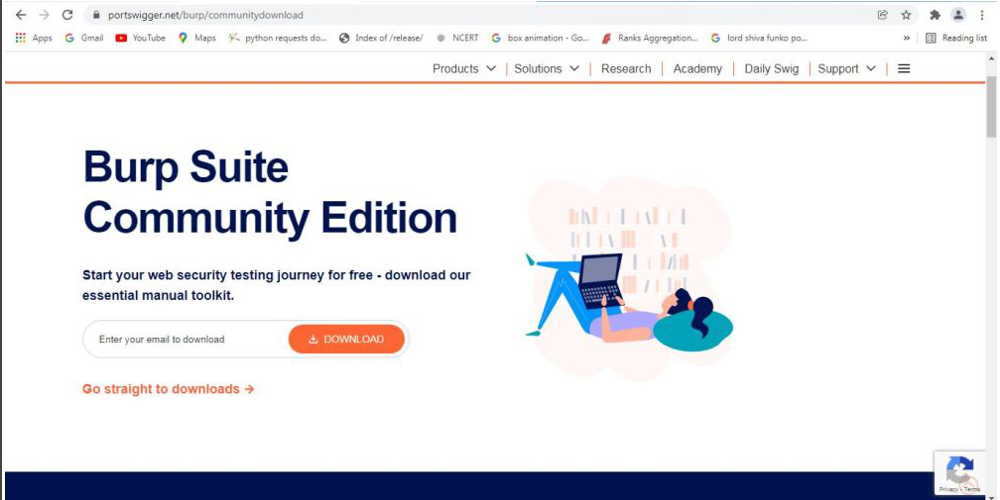 portswigger.net/burp/communitydownload
Apps Gmail YouTube Maps python requests do... Index of /release/ NCERT box animation - Go... Ranks Aggregation... lord shiva funko po... » Reading list
Products Solutions Research Academy Daily Swig Support
Burp Suite
Community Edition
Start your web security testing journey for free - download our
essential manual toolkit.
Enter your email to download DOWNLOAD
Go straight to downloads →
Privacy - Terms